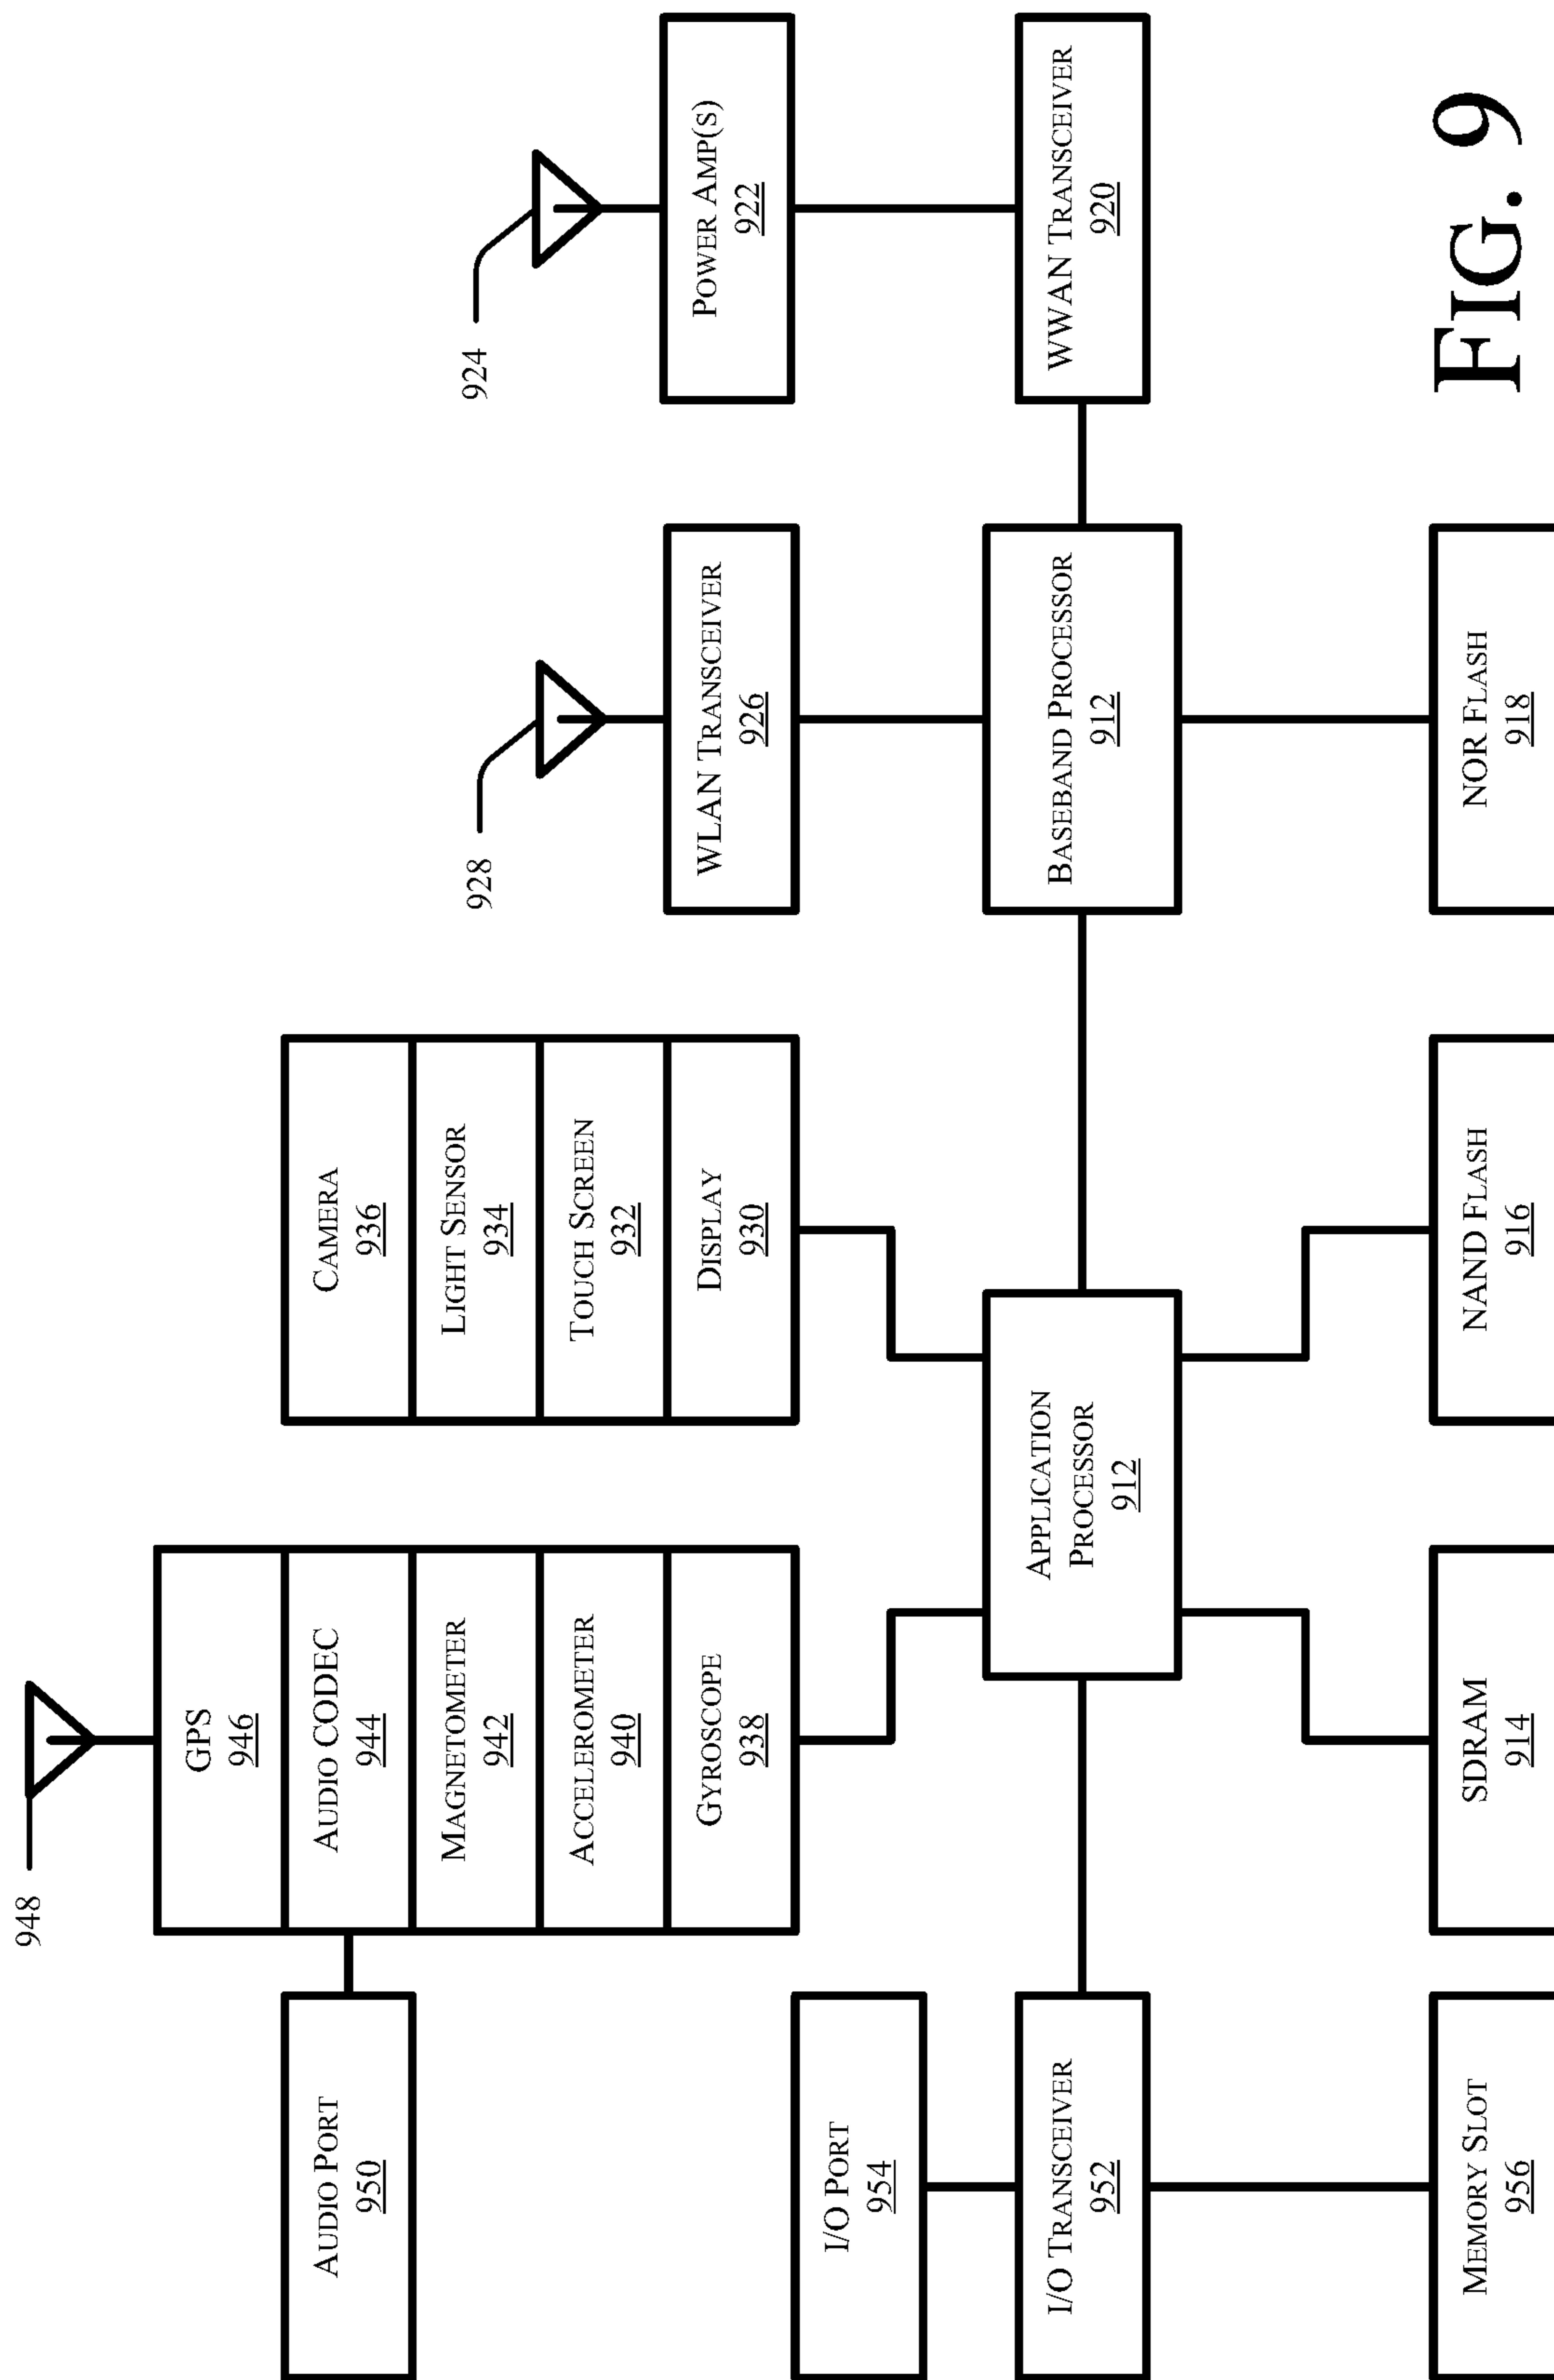 948
924
928
GPS
946
AUDIO CODEC
944
MAGNETOMETER
942
ACCELEROMETER
940
GYROSCOPE
938
AUDIO PORT
950
CAMERA
936
LIGHT SENSOR
934
TOUCH SCREEN
932
DISPLAY
930
WLAN TRANSCEIVER
926
POWER AMP(S)
922
I/O PORT
954
I/O TRANSCEIVER
952
APPLICATION
PROCESSOR
912
BASEBAND PROCESSOR
912
WWAN TRANSCEIVER
920
MEMORY SLOT
956
SDRAM
914
NAND FLASH
916
NOR FLASH
918
FIG. 9